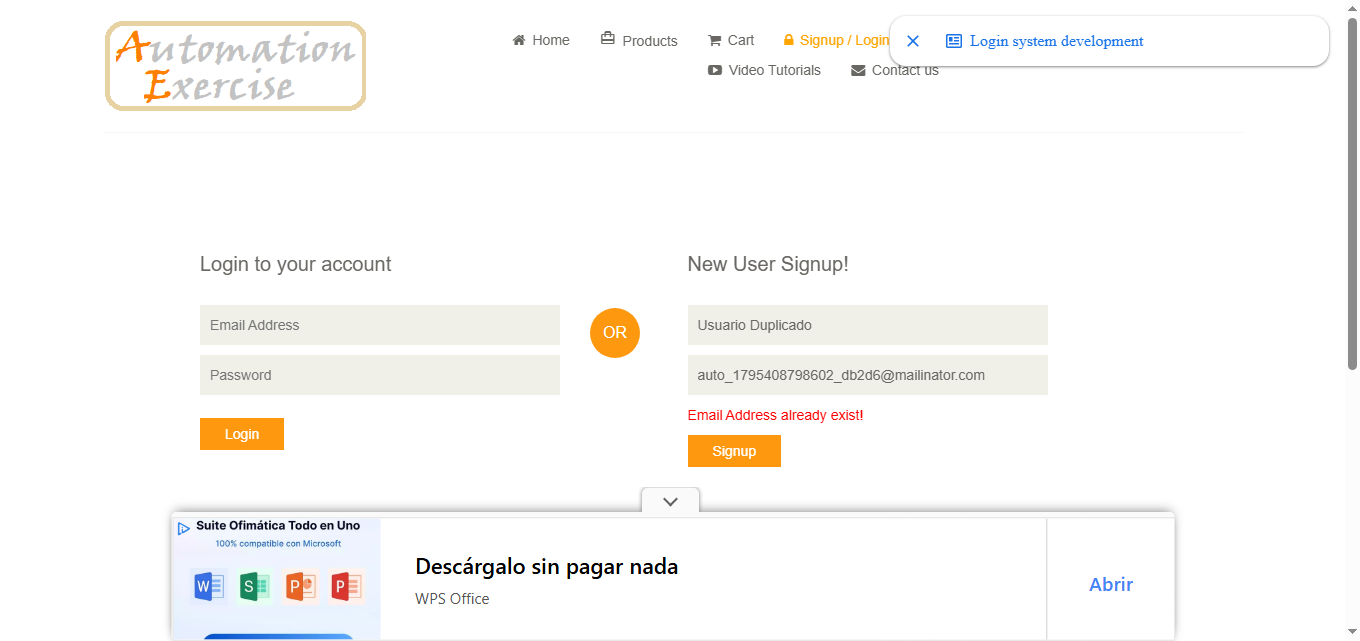 Automation
Exercise
Home
Products
Cart
Signup / Login
Video Tutorials
Contact us
Login system development
Login to your account
Email Address
Password
Login
OR
New User Signup!
Usuario Duplicado
auto_1795408798602_db2d6@mailinator.com
Email Address already exist!
Signup
Suite Ofimática Todo en Uno
100% compatible con Microsoft
W
S
P
P
Descárgalo sin pagar nada
WPS Office
Abrir